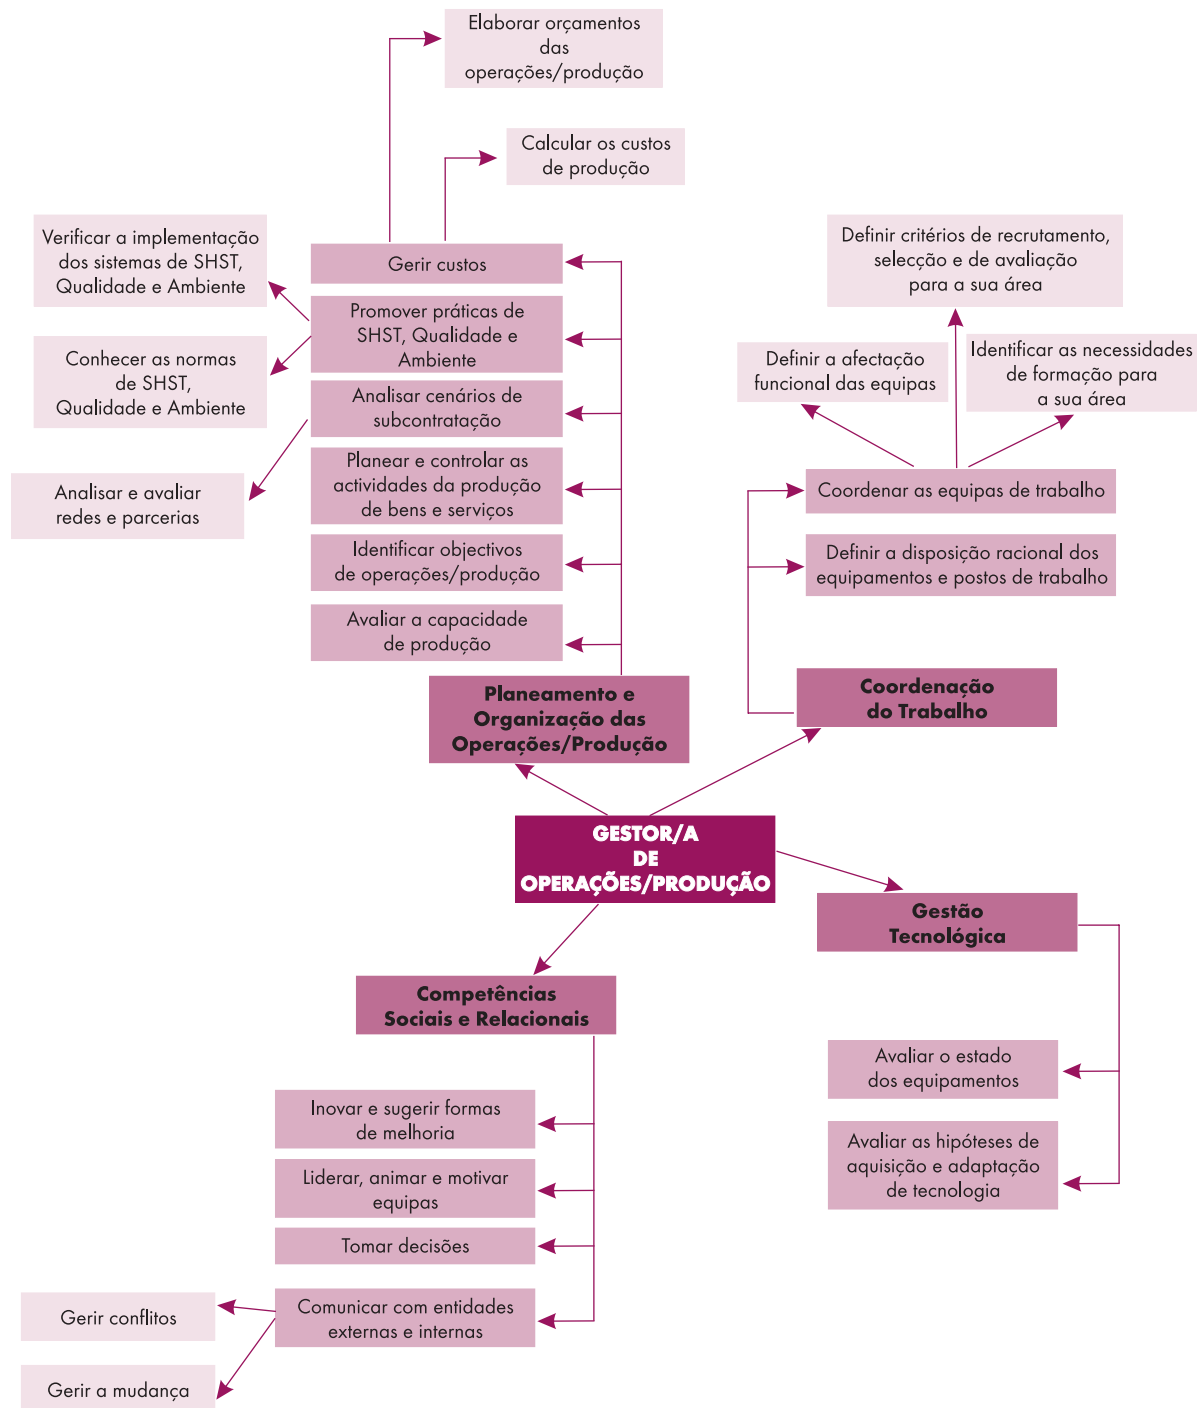 Elaborar orçamentos
das
operações/produção
Calcular os custos
de produção
Verificar a implementação
dos sistemas de SHST,
Qualidade e Ambiente
Gerir custos
Promover práticas de
SHST, Qualidade e
Ambiente
Conhecer as normas
de SHST,
Qualidade e Ambiente
Analisar cenários de
subcontratação
Analisar e avaliar
redes e parcerias
Planear e controlar as
actividades da produção
de bens e serviços
Identificar objectivos
de operações/produção
Avaliar a capacidade
de produção
Planeamento e
Organização das
Operações/Produção
Definir critérios de recrutamento,
selecção e de avaliação
para a sua área
Definir a afectação
funcional das equipas
Identificar as necessidades
de formação para
a sua área
Coordenar as equipas de trabalho
Definir a disposição racional dos
equipamentos e postos de trabalho
Coordenação
do Trabalho
GESTOR/A
DE
OPERAÇÕES/PRODUÇÃO
Gestão
Tecnológica
Avaliar o estado
dos equipamentos
Avaliar as hipóteses de
aquisição e adaptação
de tecnologia
Competências
Sociais e Relacionais
Inovar e sugerir formas
de melhoria
Liderar, animar e motivar
equipas
Tomar decisões
Comunicar com entidades
externas e internas
Gerir conflitos
Gerir a mudança